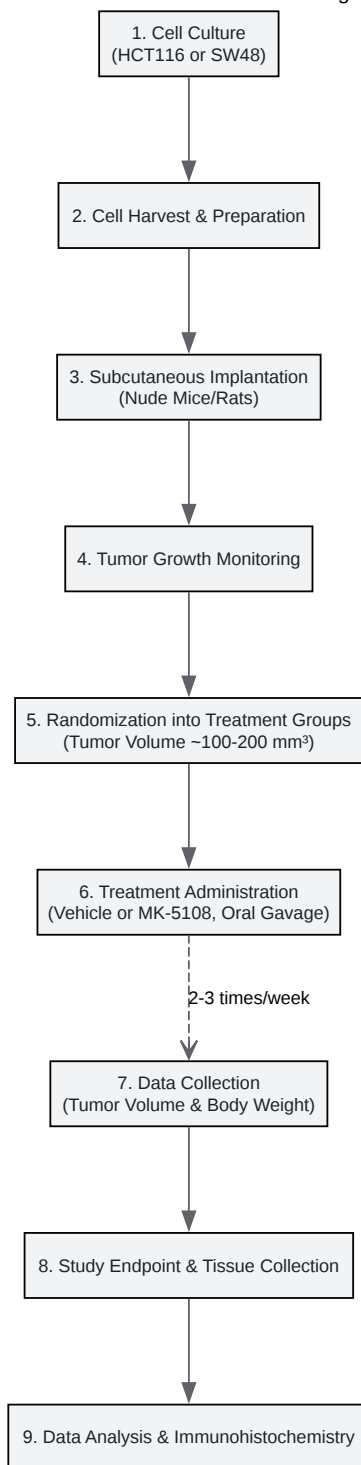 1. Cell Culture
(HCT116 or SW48)
2. Cell Harvest & Preparation
3. Subcutaneous Implantation
(Nude Mice/Rats)
4. Tumor Growth Monitoring
5. Randomization into Treatment Groups
(Tumor Volume ~100-200 mm³)
6. Treatment Administration
(Vehicle or MK-5108, Oral Gavage)
2-3 times/week
7. Data Collection
(Tumor Volume & Body Weight)
8. Study Endpoint & Tissue Collection
9. Data Analysis & Immunohistochemistry